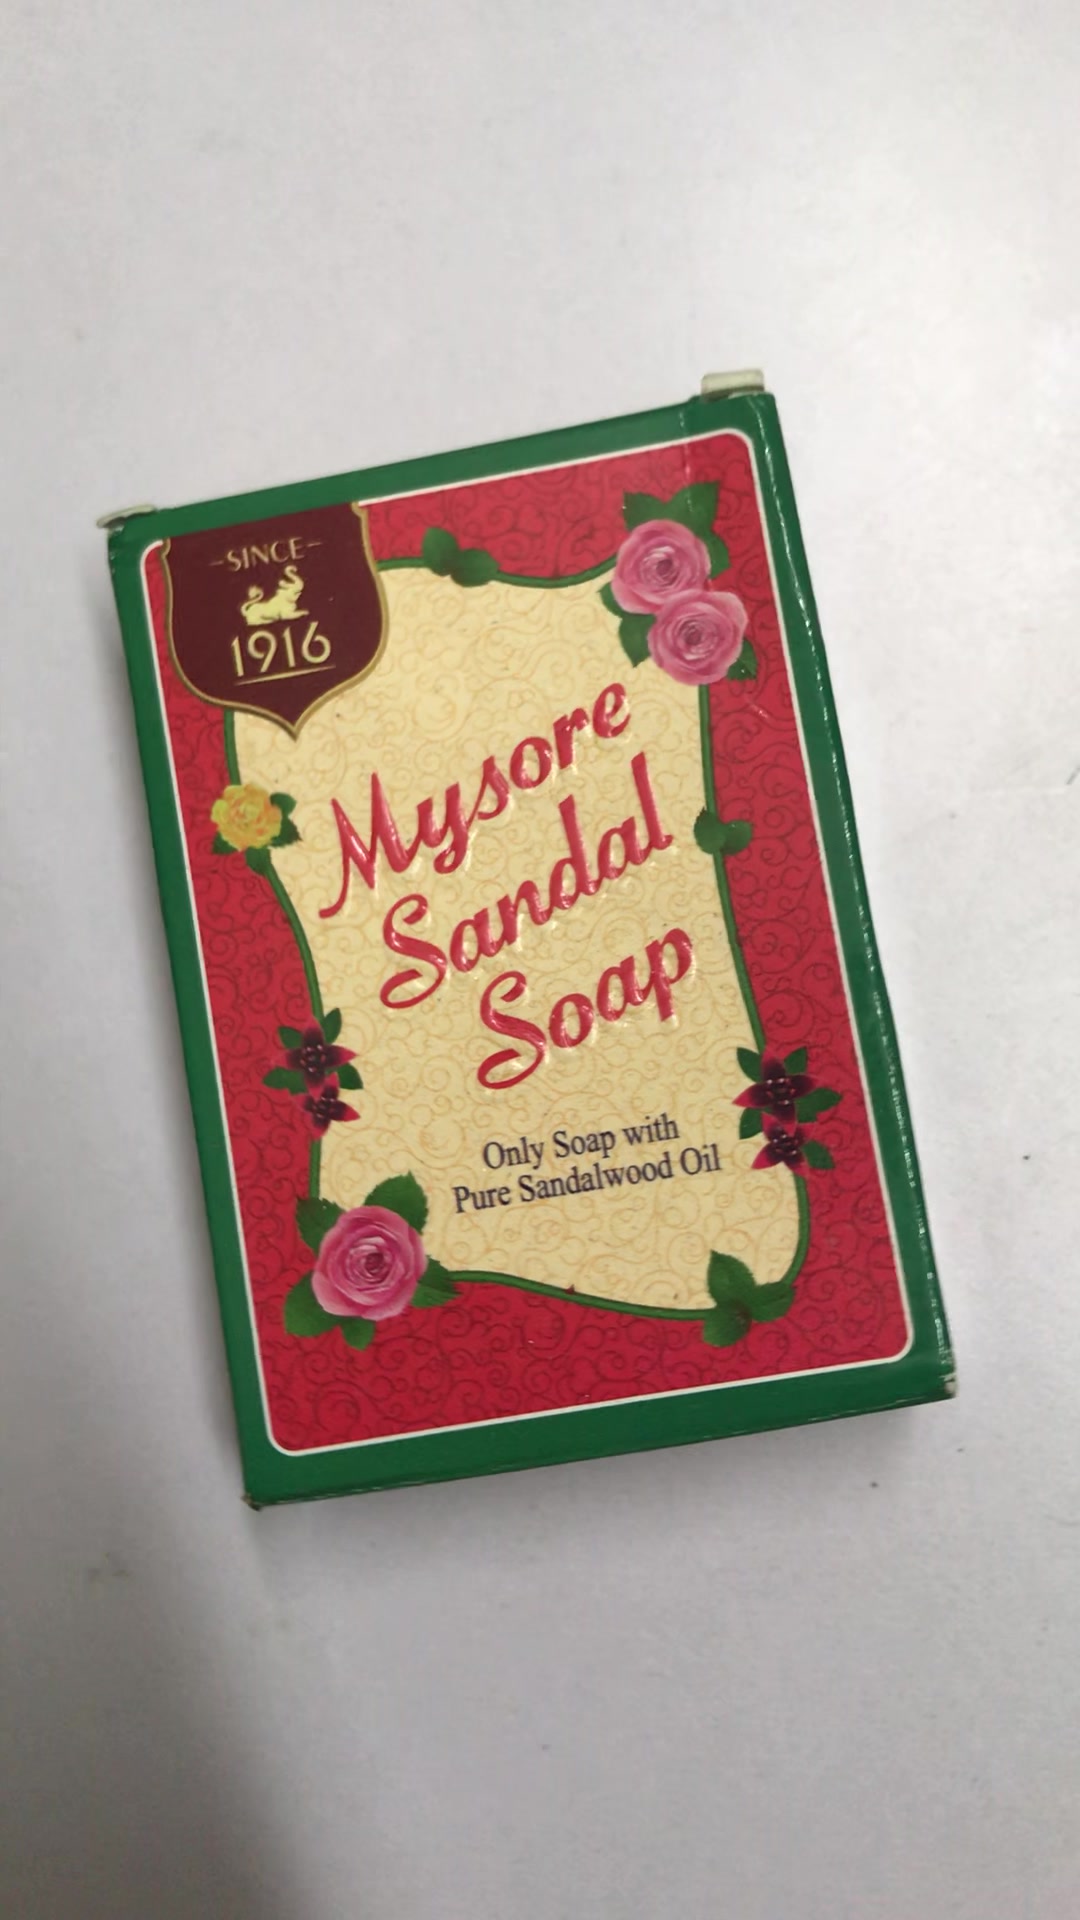 -SINCE-
1916
Mysore
Sandal
Soap
Only Soap with
Pure Sandalwood Oil